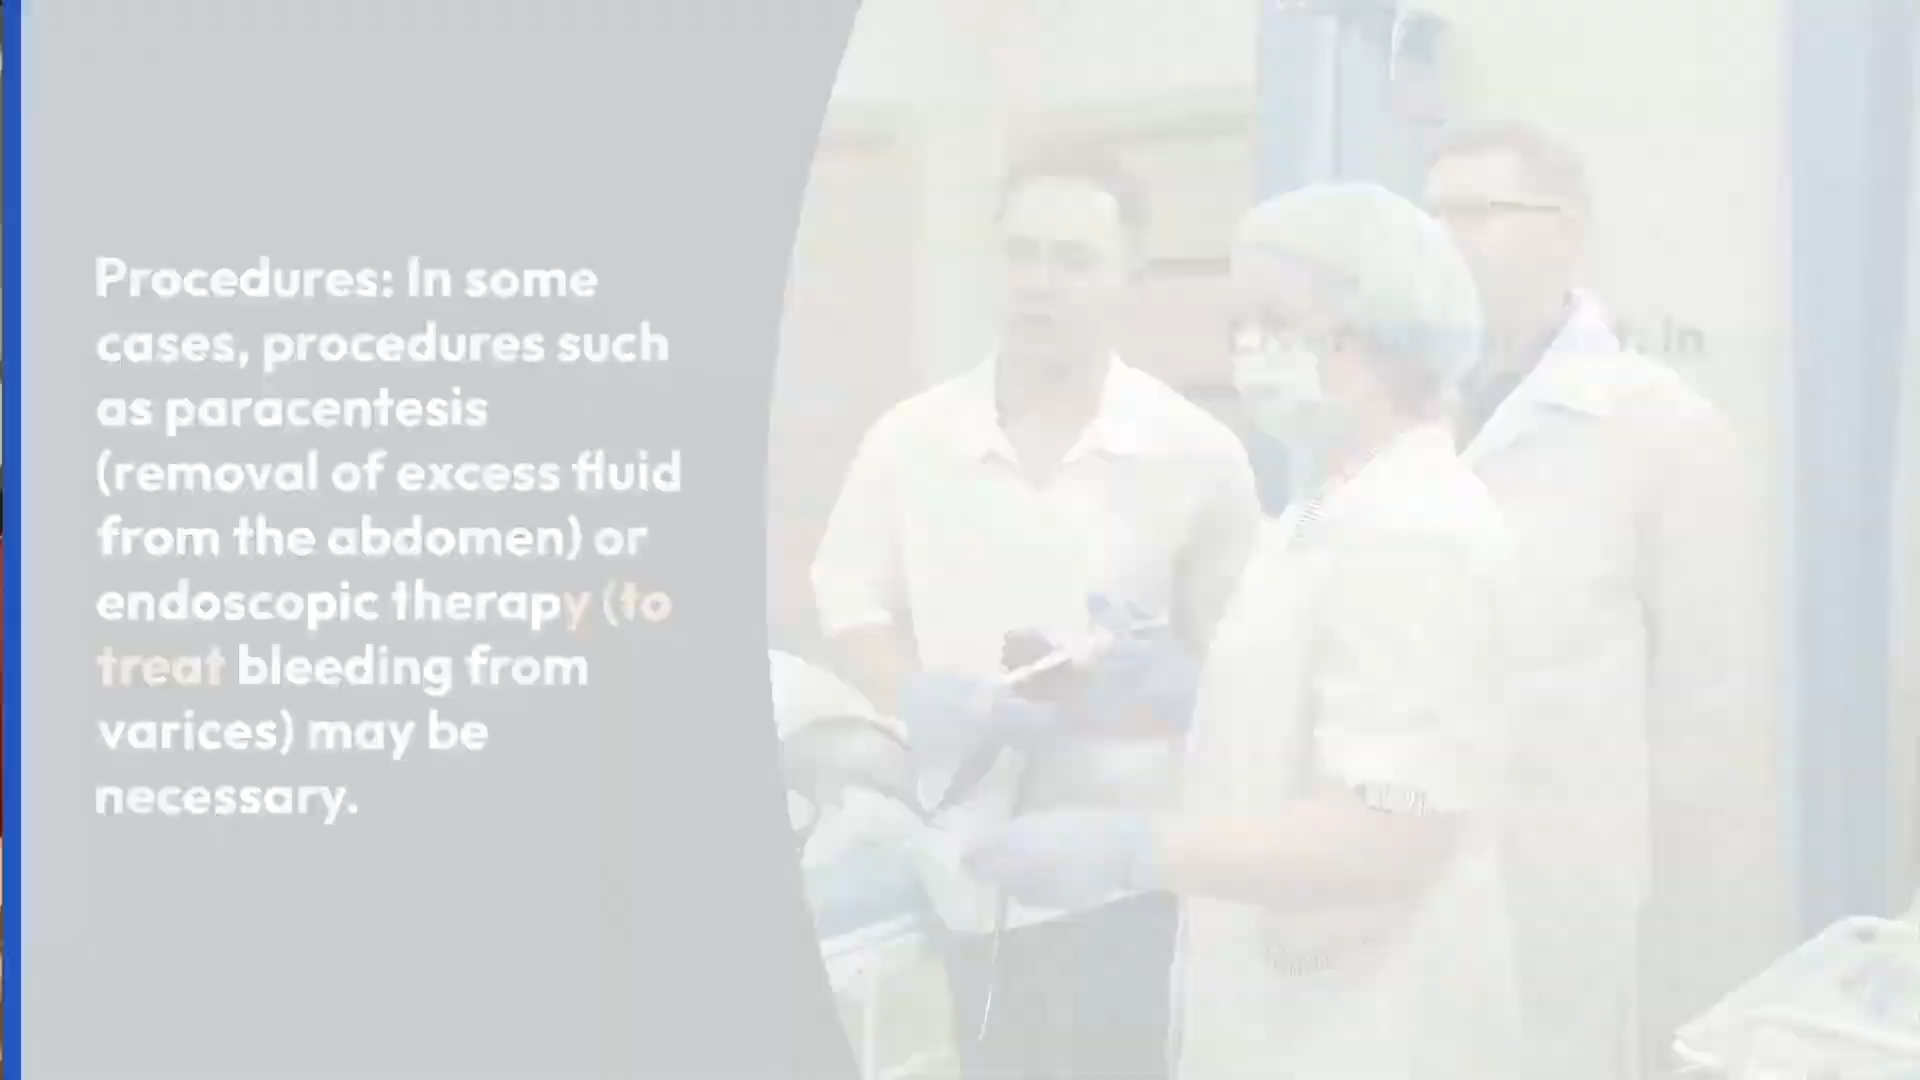 Procedures: In some
cases, procedures such
as paracentesis
(removal of excess fluid
from the abdomen) or
endoscopic therapy (to
treat bleeding from
varices) may be
necessary.
In